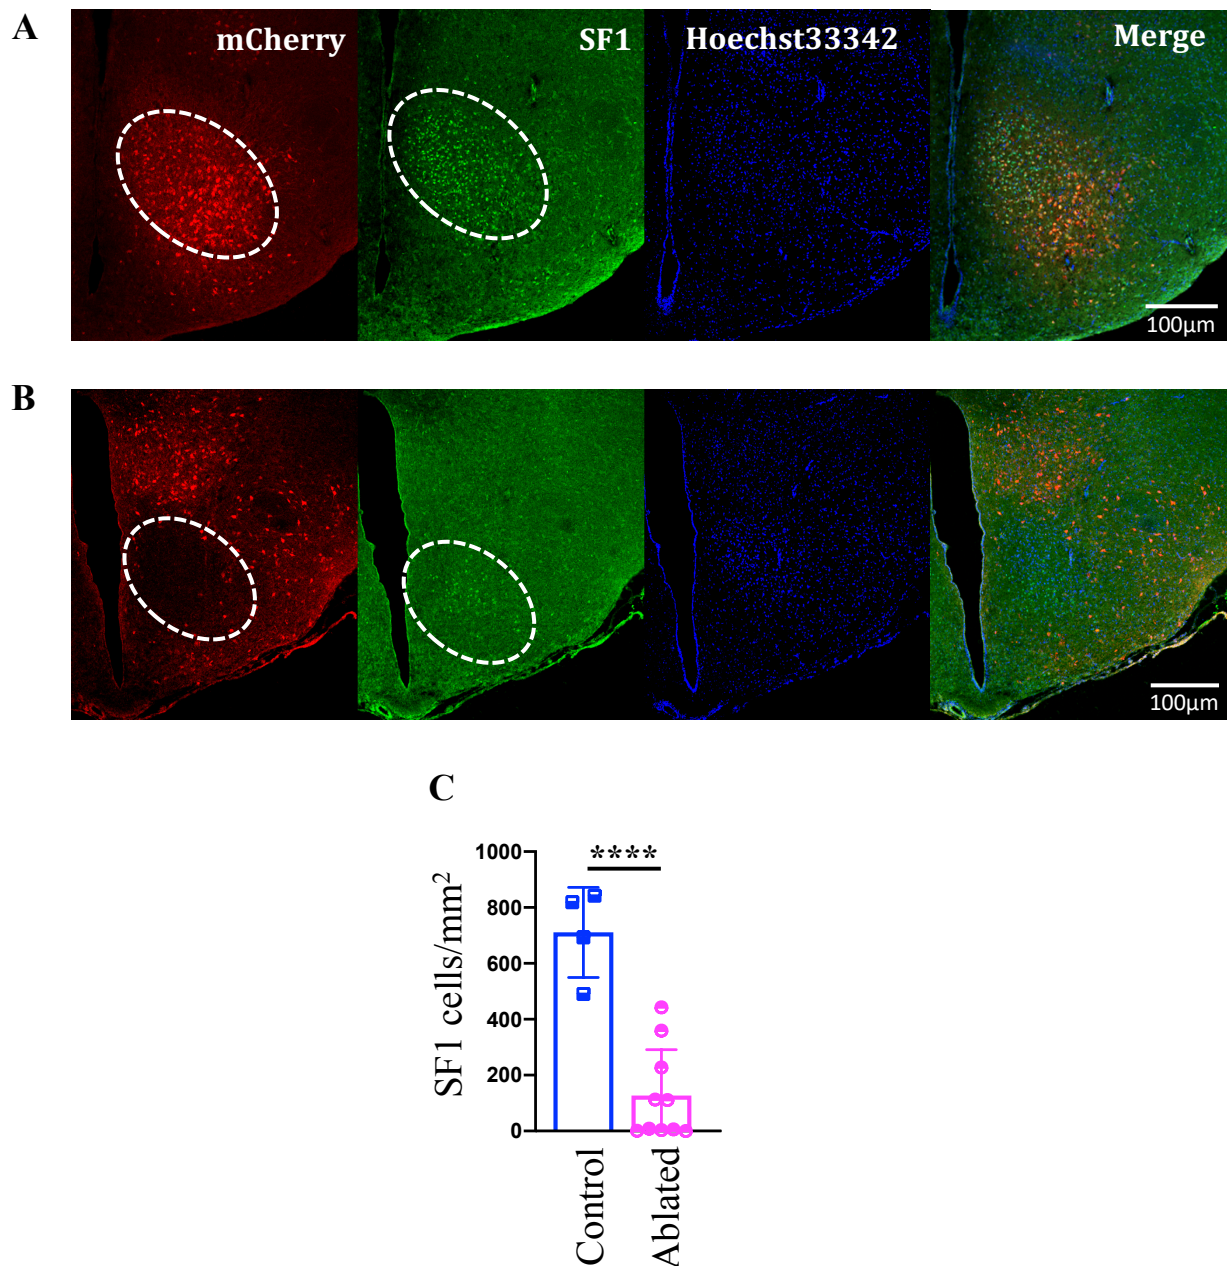 A
mCherry
SF1
Hoechst33342
Merge
100µm
B
100µm
C
SF1 cells/mm²
1000
800
600
400
200
0
****
Control
Ablated